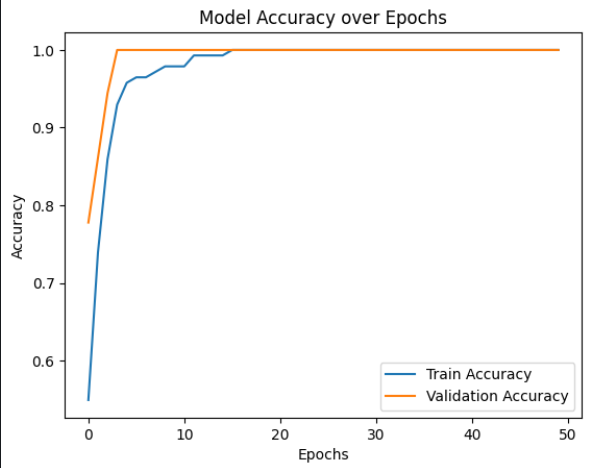 Model Accuracy over Epochs
1.0
0.9
0.8
0.7
0.6
Accuracy
Train Accuracy
Validation Accuracy
0 10 20 30 40 50
Epochs